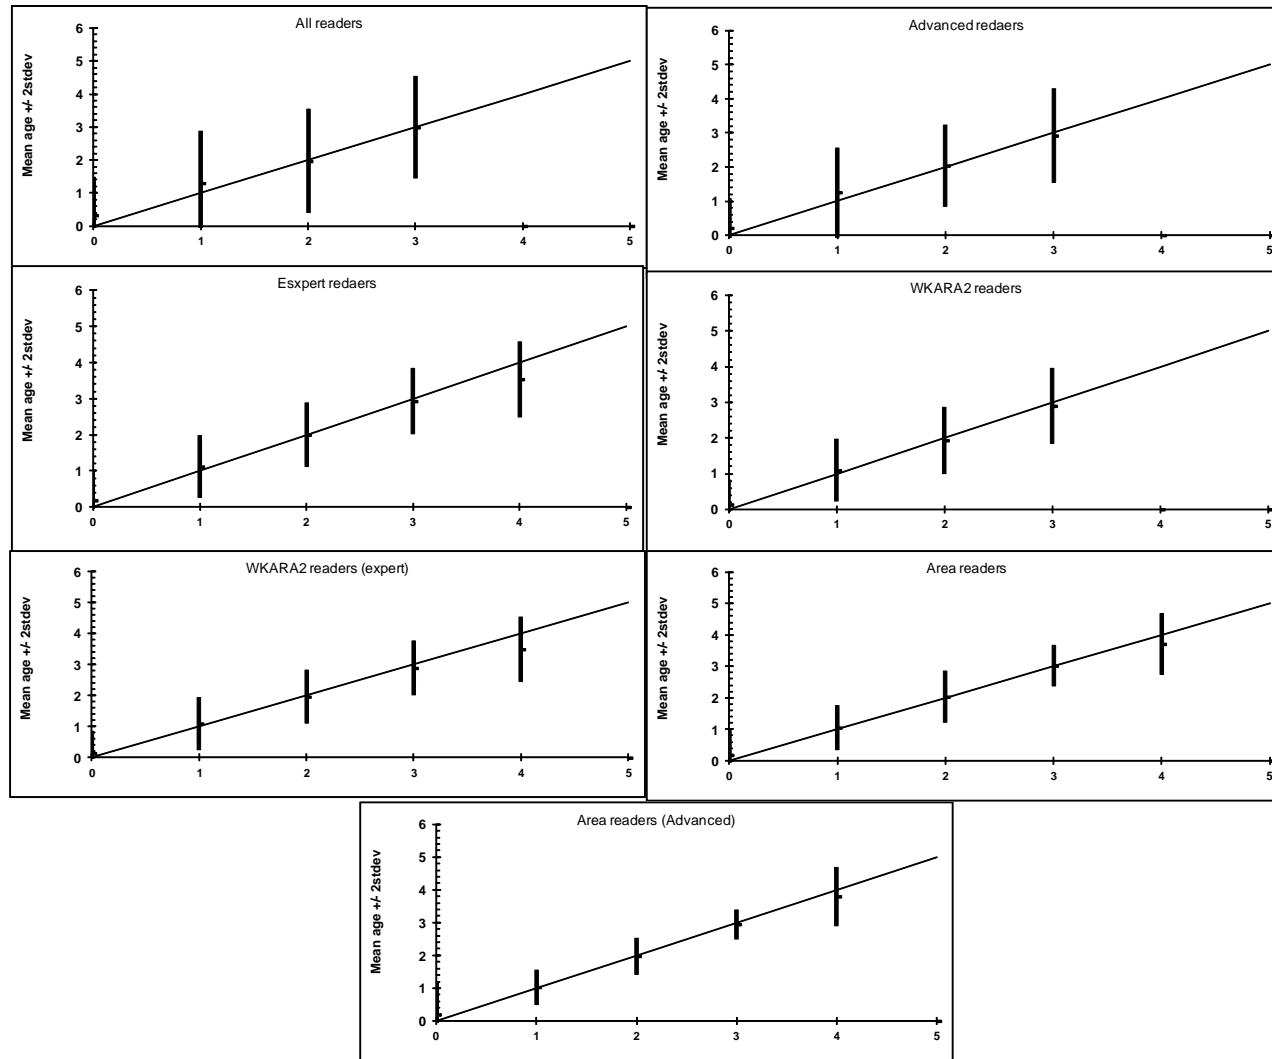 All readers
Mean age +/- 2stdev
6
5
4
3
2
1
0
0 1 2 3 4 5
Advanced redaers
Mean age +/- 2stdev
6
5
4
3
2
1
0
0 1 2 3 4 5
Esxpert redaers
Mean age +/- 2stdev
6
5
4
3
2
1
0
0 1 2 3 4 5
WKARA2 readers
Mean age +/- 2stdev
6
5
4
3
2
1
0
0 1 2 3 4 5
WKARA2 readers (expert)
Mean age +/- 2stdev
6
5
4
3
2
1
0
0 1 2 3 4 5
Area readers
Mean age +/- 2stdev
6
5
4
3
2
1
0
0 1 2 3 4 5
Area readers (Advanced)
Mean age +/- 2stdev
6
5
4
3
2
1
0
0 1 2 3 4 5